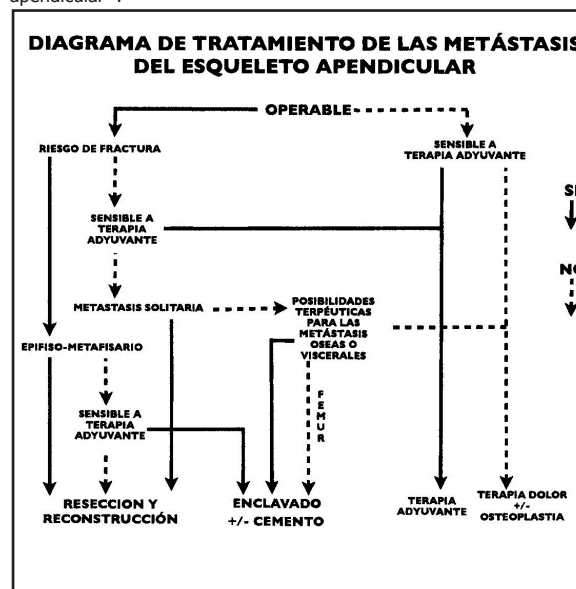 apendicular
DIAGRAMA DE TRATAMIENTO DE LAS METÁSTASIS
DEL ESQUELETO APENDICULAR
OPERABLE
RIESGO DE FRACTURA
SENSIBLE A
TERAPIA ADYUVANTE
SENSIBLE A
TERAPIA
ADYUVANTE
SI
NO
METASTASIS SOLITARIA
POSIBILIDADES
TERPÉUTICAS
PARA LAS
METÁSTASIS
OSEAS O
VISCERALES
EPIFISO-METAFISARIO
SENSIBLE A
TERAPIA
ADYUVANTE
FEMUR
RESECCION Y
RECONSTRUCCIÓN
ENCLAVADO
+/- CEMENTO
TERAPIA
ADYUVANTE
TERAPIA DOLOR
+/-
OSTEOPLASTIA